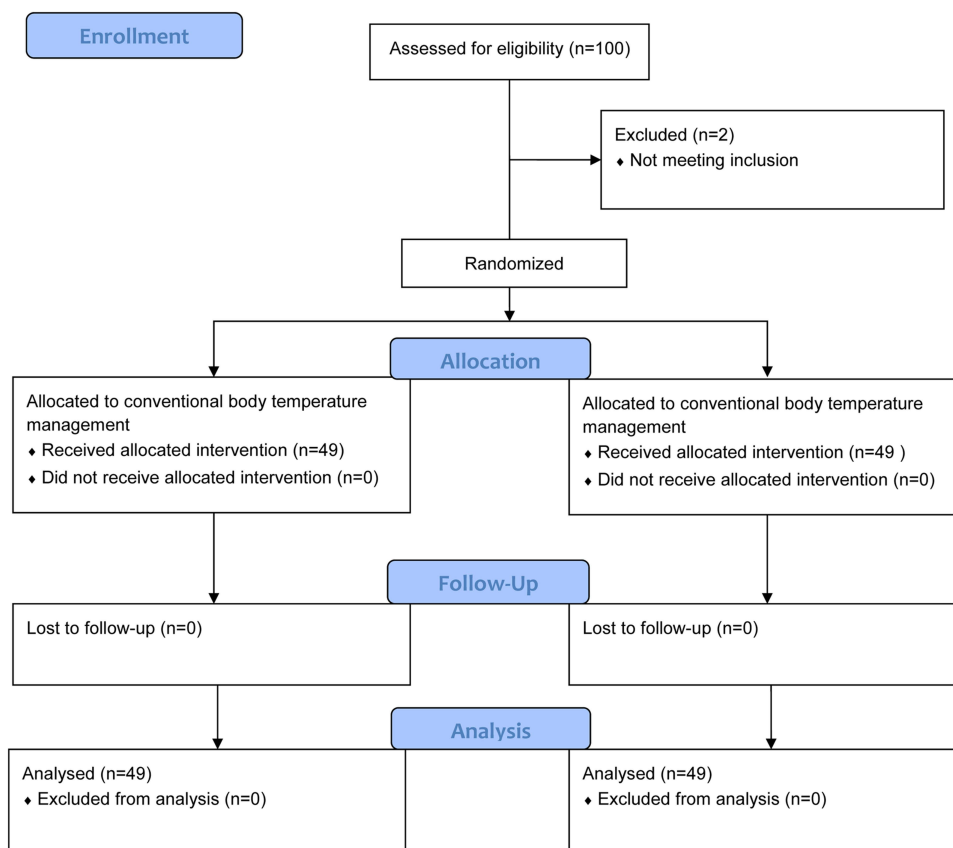 Enrollment
Assessed for eligibility (n=100)
Excluded (n=2)
♦ Not meeting inclusion
Randomized
Allocation
Allocated to conventional body temperature
management
♦ Received allocated intervention (n=49)
♦ Did not receive allocated intervention (n=0)
Allocated to conventional body temperature
management
♦ Received allocated intervention (n=49 )
♦ Did not receive allocated intervention (n=0)
Follow-Up
Lost to follow-up (n=0)
Lost to follow-up (n=0)
Analysis
Analysed (n=49)
♦ Excluded from analysis (n=0)
Analysed (n=49)
♦ Excluded from analysis (n=0)